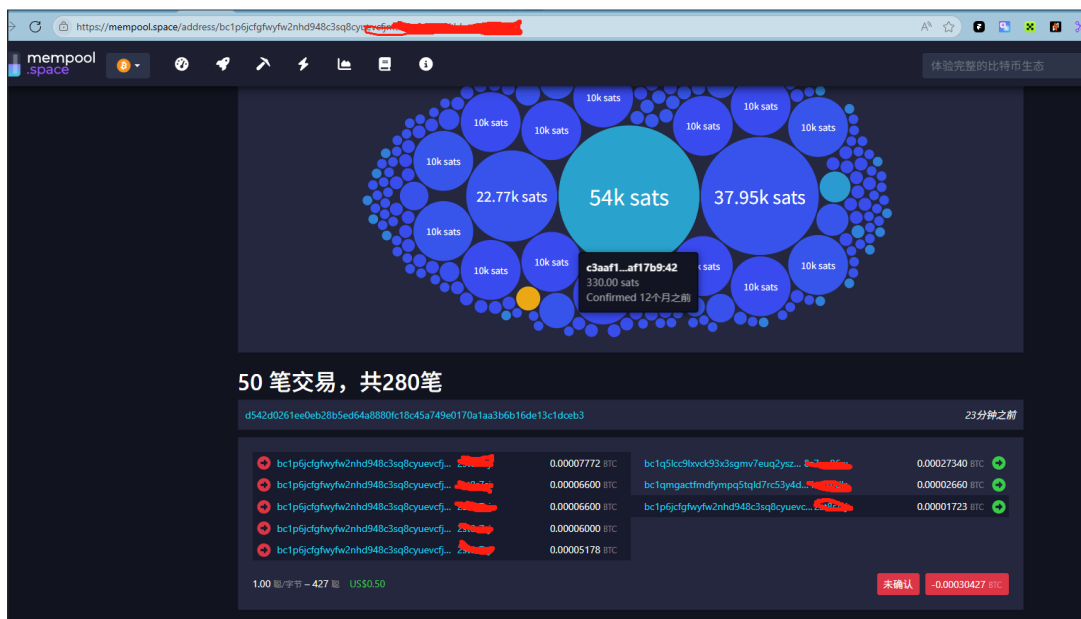 https://mempool.space/address/bc1p6jcfgfwyfw2nhd948c3sq8cyuevcfjm
mempool
.space
体验完整的比特币生态
10k sats
10k sats 10k sats
10k sats 10k sats 10k sats
10k sats 10k sats
22.77k sats 54k sats 37.95k sats
10k sats
10k sats 10k sats sats 10k sats
c3aaf1...af17b9:42
330.00 sats
10k sats
Confirmed 12个月之前
50 笔交易，共280笔
d542d0261ee0eb28b5ed64a8880fc18c45a749e0170a1aa3b6b16de13c1dceb3 23分钟之前
bc1p6jcfgfwyfw2nhd948c3sq8cyuevcfj... 0.00007772 BTC
bc1q5lcc9lxvck93x3sgmv7euq2ysz... 0.00027340 BTC
bc1p6jcfgfwyfw2nhd948c3sq8cyuevcfj... 0.00006600 BTC
bc1qmgactfmdfympq5tqld7rc53y4d... 0.00002660 BTC
bc1p6jcfgfwyfw2nhd948c3sq8cyuevcfj... 0.00006600 BTC
bc1p6jcfgfwyfw2nhd948c3sq8cyuevc... 0.00001723 BTC
bc1p6jcfgfwyfw2nhd948c3sq8cyuevcfj... 0.00006000 BTC
bc1p6jcfgfwyfw2nhd948c3sq8cyuevcfj... 0.00005178 BTC
1.00 聪/字节 – 427 聪 US$0.50
未确认 -0.00030427 BTC